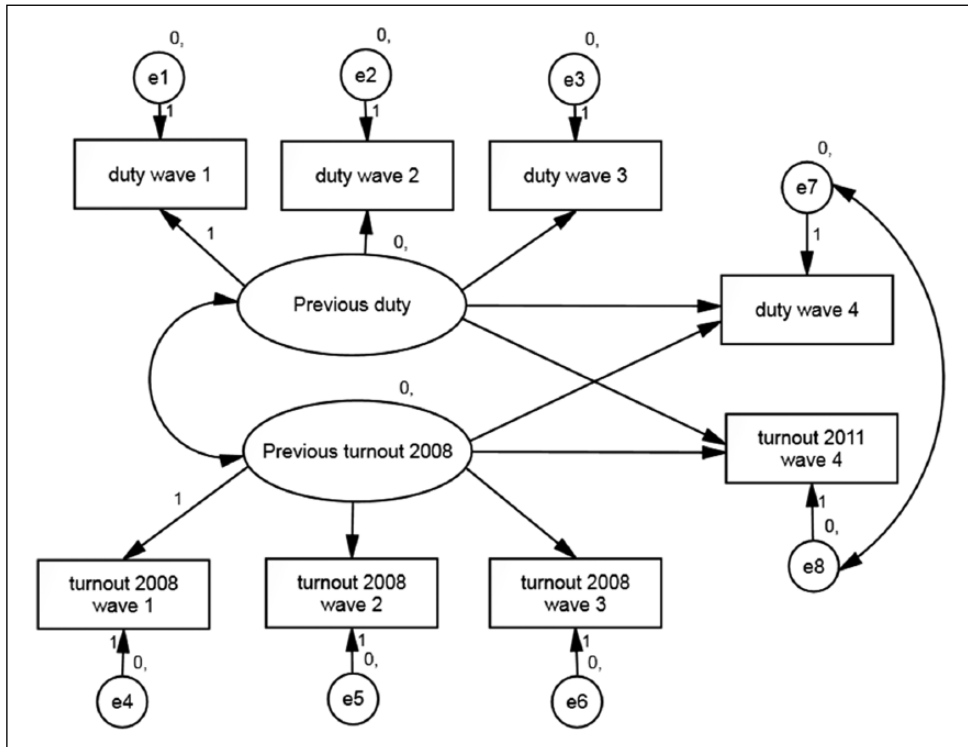 0,
0,
0,
e1
e2
e3
1
1
1
duty wave 1
duty wave 2
duty wave 3
0,
e7
1
1
0,
Previous duty
duty wave 4
0,
Previous turnout 2008
turnout 2011
wave 4
1
1
0,
e8
turnout 2008
wave 1
turnout 2008
wave 2
turnout 2008
wave 3
1
0,
1
0,
1
0,
e4
e5
e6